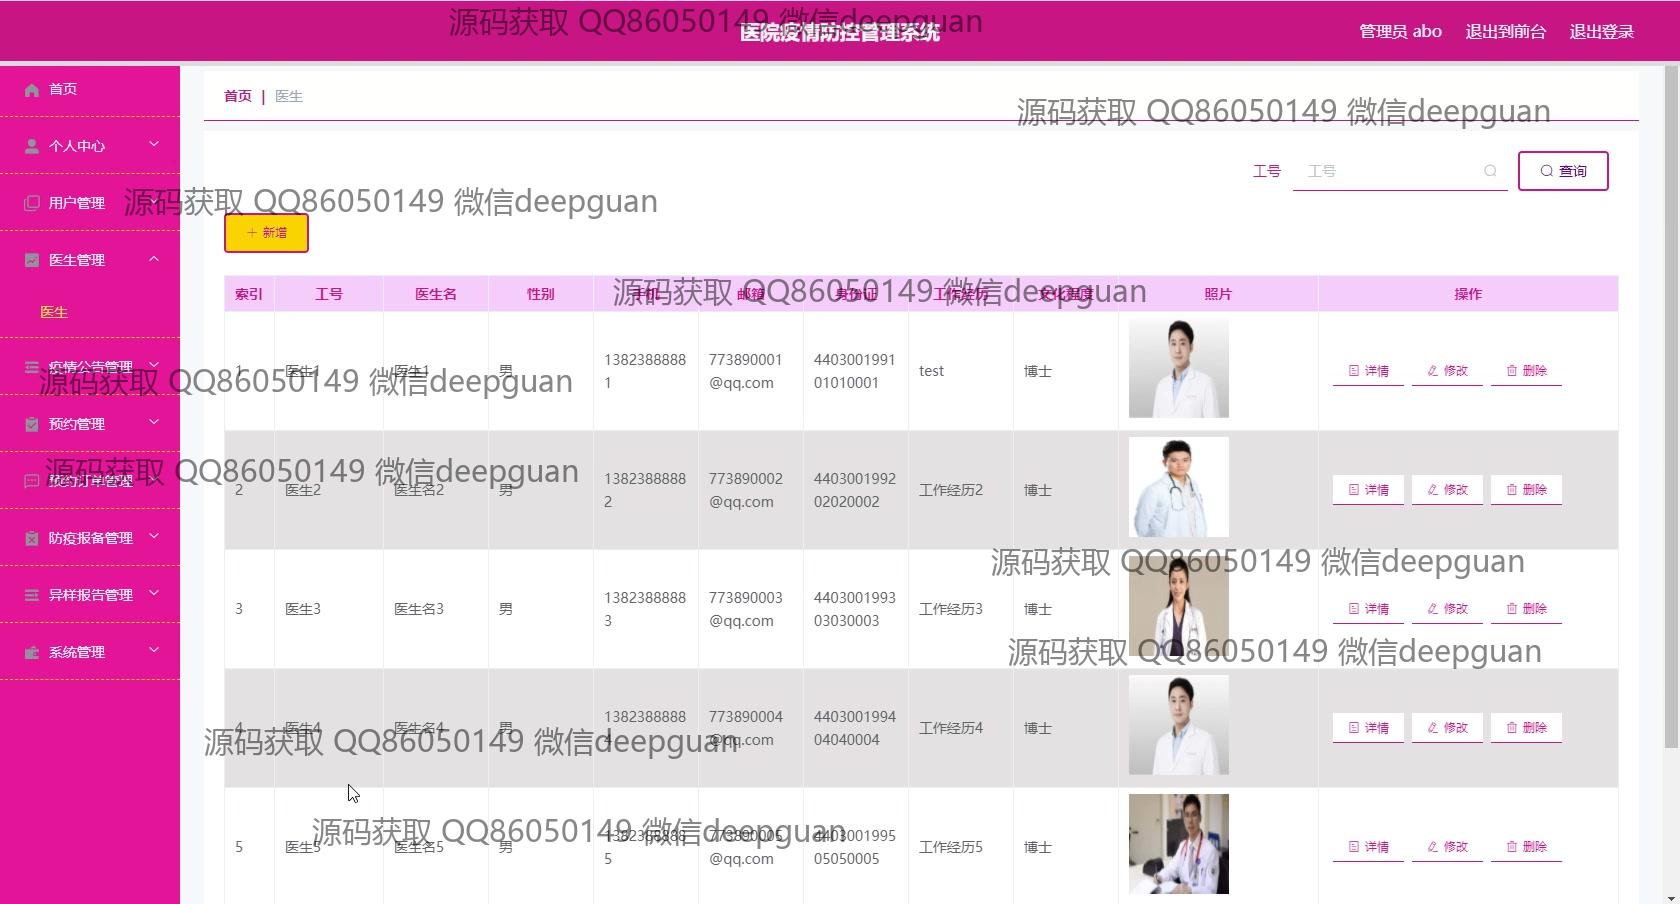 源码获取 QQ86050149 微信deepguan
医院疫情防控管理系统
管理员 abo 退出到前台 退出登录
首页
个人中心
用户管理
医生管理
医生
疫情公告管理
预约管理
预约订单管理
防疫报备管理
异样报告管理
系统管理
首页 | 医生
源码获取 QQ86050149 微信deepguan
工号 工号 查询
源码获取 QQ86050149 微信deepguan
+ 新增
索引 工号 医生名 性别 手机 邮箱 身份证 工作经历 文化程度 照片 操作
源码获取 QQ86050149 微信deepguan
1 医生1 医生1 男 13823888881 773890001@qq.com 440300199101010001 test 博士 详情 修改 删除
源码获取 QQ86050149 微信deepguan
源码获取 QQ86050149 微信deepguan
2 医生2 医生名2 男 13823888882 773890002@qq.com 440300199202020002 工作经历2 博士 详情 修改 删除
源码获取 QQ86050149 微信deepguan
3 医生3 医生名3 男 13823888883 773890003@qq.com 440300199303030003 工作经历3 博士 详情 修改 删除
源码获取 QQ86050149 微信deepguan
4 医生4 医生名4 男 13823888884 773890004@qq.com 440300199404040004 工作经历4 博士 详情 修改 删除
源码获取 QQ86050149 微信deepguan
源码获取 QQ86050149 微信deepguan
5 医生5 医生名5 男 13823888885 773890005@qq.com 440300199505050005 工作经历5 博士 详情 修改 删除